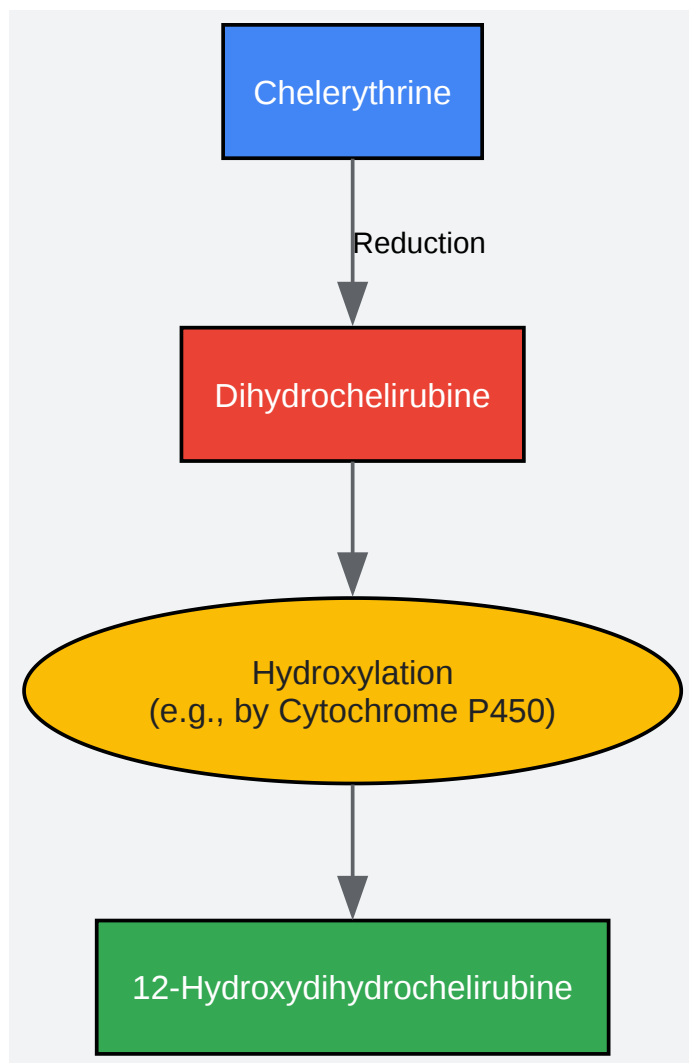 Chelerythrine
Reduction
Dihydrochelirubine
Hydroxylation
(e.g., by Cytochrome P450)
12-Hydroxydihydrochelirubine